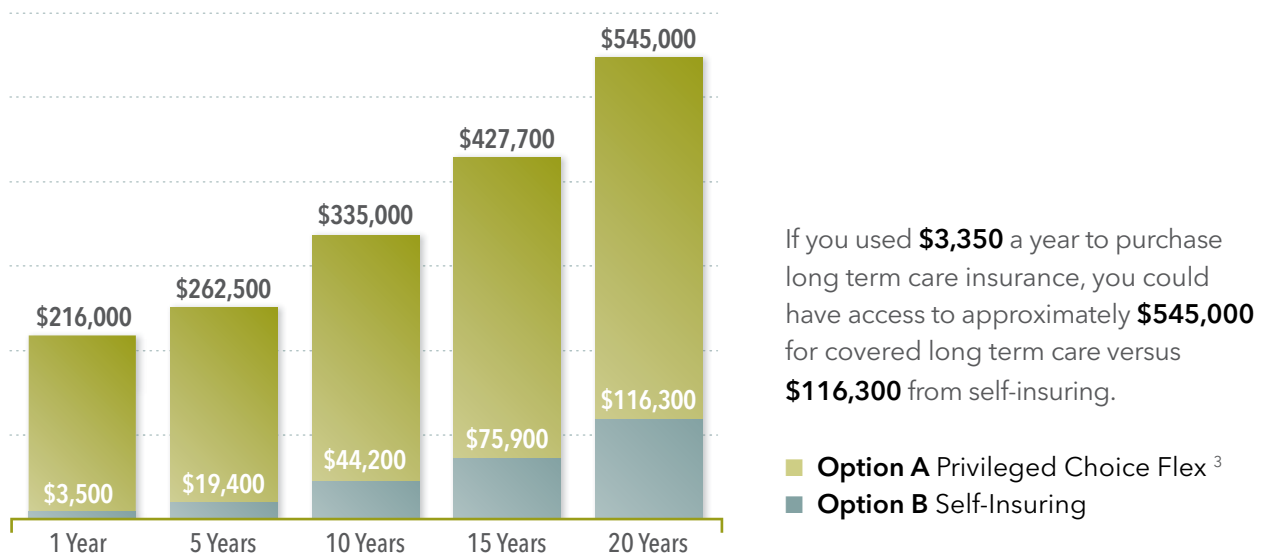 $545,000
$427,700
$335,000
$262,500
$216,000
$116,300
$75,900
$44,200
$19,400
$3,500
1 Year
5 Years
10 Years
15 Years
20 Years
If you used $3,350 a year to purchase
long term care insurance, you could
have access to approximately $545,000
for covered long term care versus
$116,300 from self-insuring.
Option A Privileged Choice Flex 3
Option B Self-Insuring